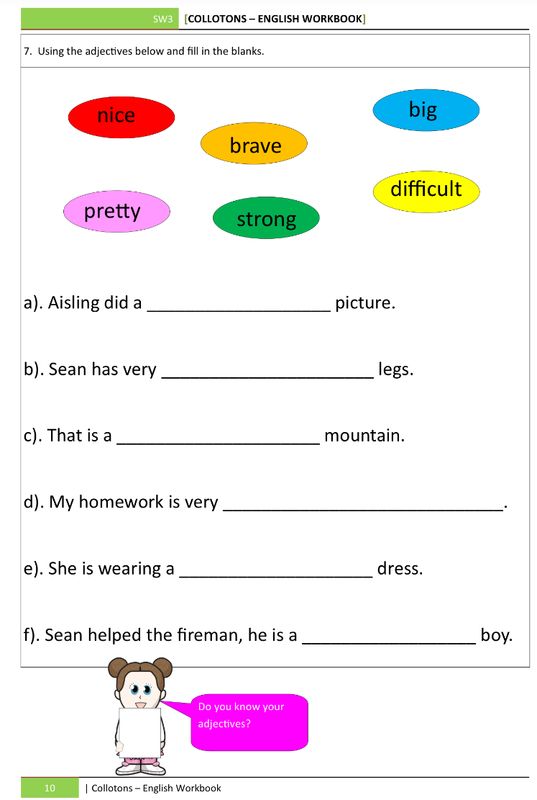 SW3 [COLLOTONS – ENGLISH WORKBOOK]
7. Using the adjectives below and fill in the blanks.
nice
big
brave
difficult
pretty
strong
a). Aisling did a ____________________ picture.
b). Sean has very _______________________ legs.
c). That is a ______________________ mountain.
d). My homework is very ______________________________.
e). She is wearing a _____________________ dress.
f). Sean helped the fireman, he is a ___________________ boy.
Do you know your
adjectives?
10 | Collotons – English Workbook